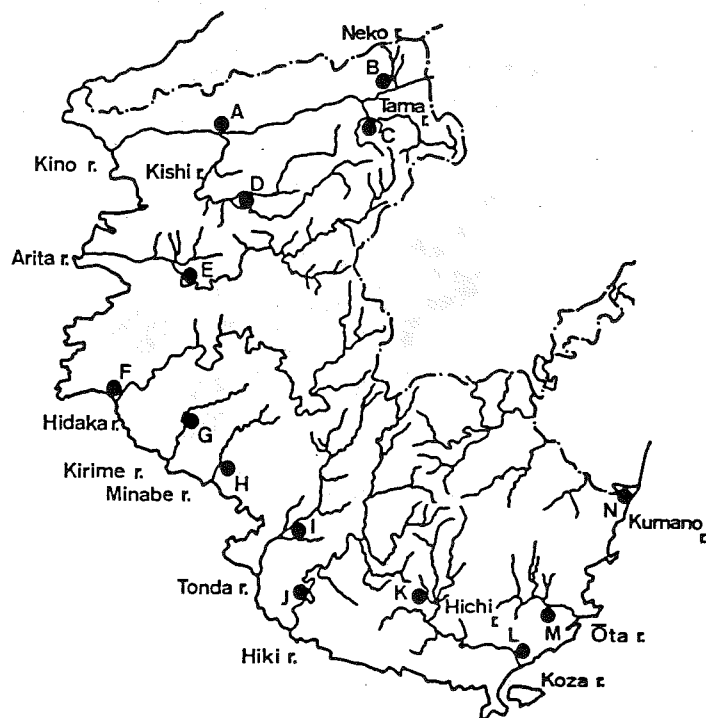 Neko r.
B
Tama r.
A
C
Kino r.
Kishi r.
D
Arita r.
E
F
Hidaka r.
G
Kirime r.
H
Minabe r.
N
Kumano r.
I
Tonda r.
J
K
Hichi r.
M
Ōta r.
L
Hiki r.
Koza r.